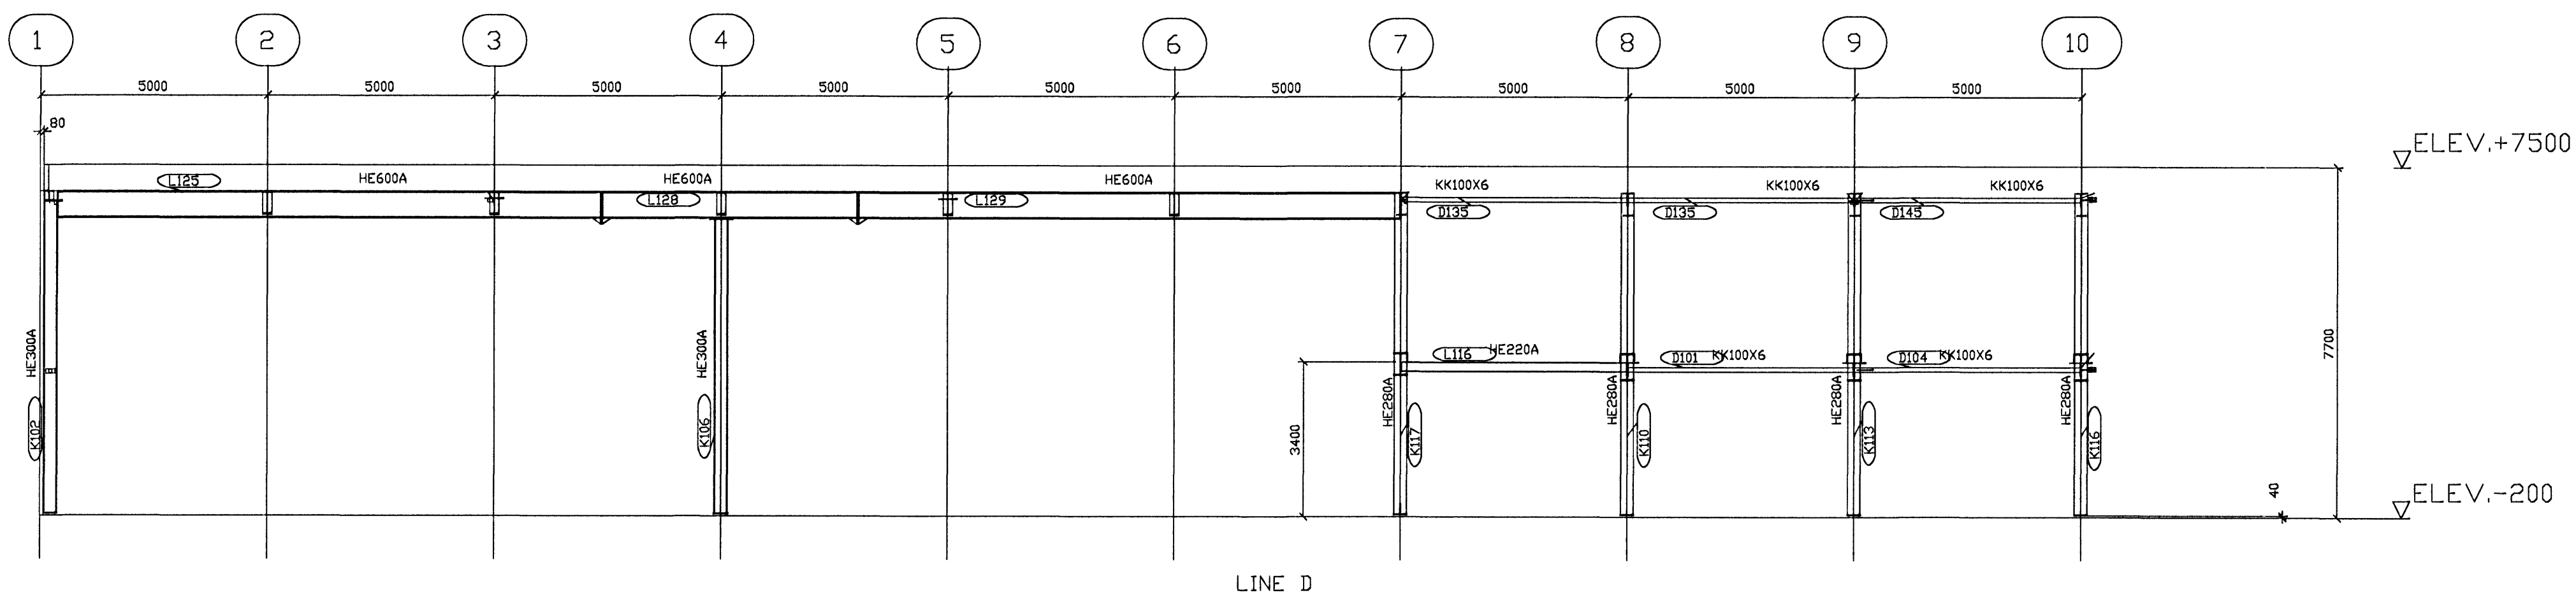 1 2 3 4 5 6 7 8 9 10
5000 5000 5000 5000 5000 5000 5000 5000 5000
80
ELEV.+7500
L125 HE600A HE600A HE600A KK100X6 KK100X6 KK100X6
L128 L129 D135 D135 D145
HE300A HE300A 7700
L116 HE220A D101 KK100X6 D104 KK100X6
HE280A HE280A HE280A HE280A
K102 K106 3400 K117 K110 K113 K116
40
ELEV.-200
LINE D